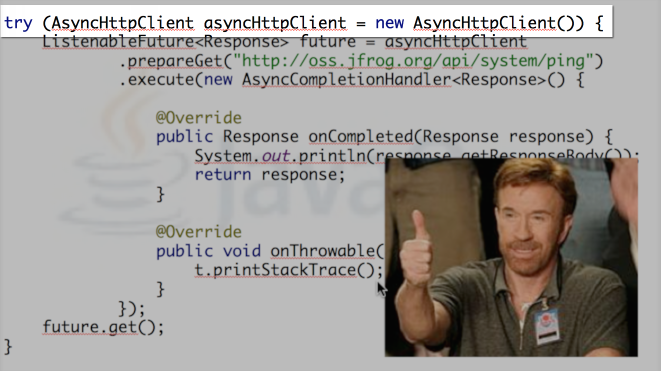 try (AsyncHttpClient asyncHttpClient = new AsyncHttpClient()) {
ListenableFuture<Response> future = asyncHttpClient
.prepareGet("http://oss.jfrog.org/api/system/ping")
.execute(new AsyncCompletionHandler<Response>() {
@Override
public Response onCompleted(Response response) {
System.out.println(response.getResponseBody());
return response;
}
@Override
public void onThrowable(
t.printStackTrace();
}
});
future.get();
}